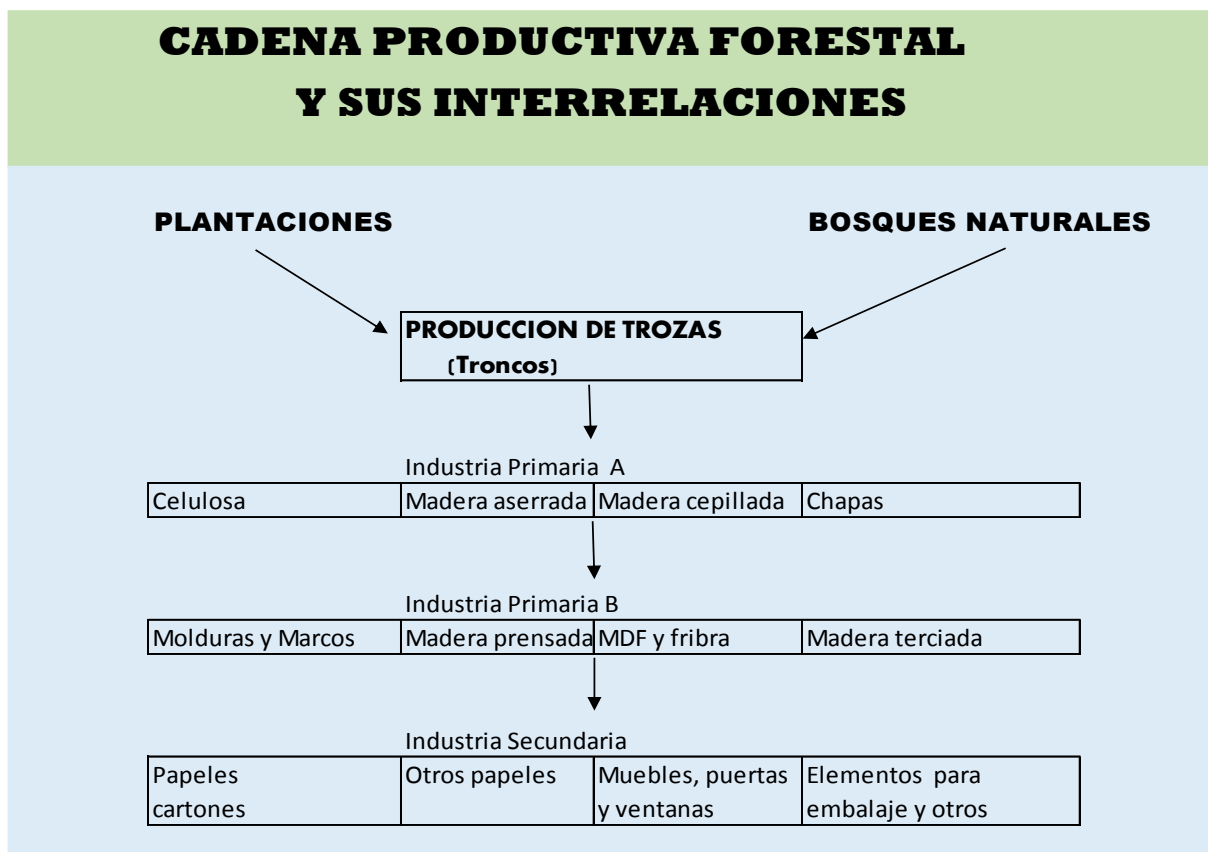 CADENA PRODUCTIVA FORESTAL
Y SUS INTERRELACIONES
PLANTACIONES
BOSQUES NATURALES
PRODUCCION DE TROZAS
(Troncos)
Industria Primaria A
Celulosa
Madera aserrada
Madera cepillada
Chapas
Industria Primaria B
Molduras y Marcos
Madera prensada
MDF y fribra
Madera terciada
Industria Secundaria
Papeles
cartones
Otros papeles
Muebles, puertas
y ventanas
Elementos para
embalaje y otros